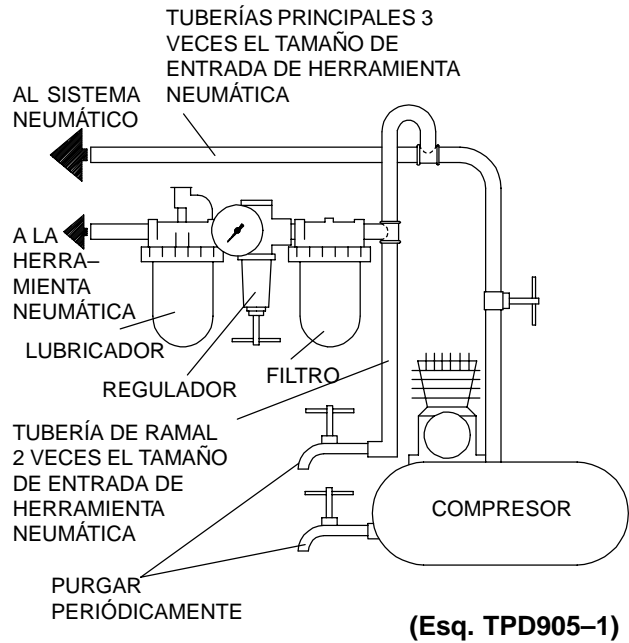 TUBERÍAS PRINCIPALES 3
VECES EL TAMAÑO DE
ENTRADA DE HERRAMIENTA
NEUMÁTICA
AL SISTEMA
NEUMÁTICO
A LA
HERRA–
MIENTA
NEUMÁTICA
LUBRICADOR
REGULADOR
FILTRO
TUBERÍA DE RAMAL
2 VECES EL TAMAÑO
DE ENTRADA DE
HERRAMIENTA
NEUMÁTICA
COMPRESOR
PURGAR
PERIÓDICAMENTE
(Esq. TPD905–1)